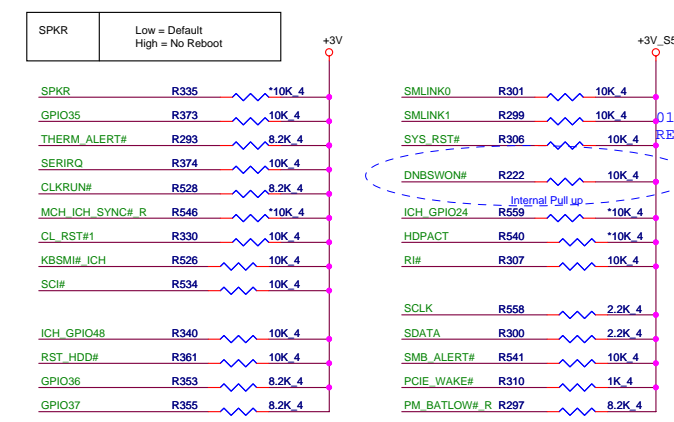 SPKR
Low = Default
High = No Reboot
+3V
SPKR R335 *10K_4
GPIO35 R373 10K_4
THERM_ALERT# R293 8.2K_4
SERIRQ R374 10K_4
CLKRUN# R528 8.2K_4
MCH_ICH_SYNC#_R R546 *10K_4
CL_RST#1 R330 10K_4
KBSMI#_ICH R526 10K_4
SCI# R534 10K_4
ICH_GPIO48 R340 10K_4
RST_HDD# R361 10K_4
GPIO36 R353 8.2K_4
GPIO37 R355 8.2K_4
+3V_S5
SMLINK0 R301 10K_4
SMLINK1 R299 10K_4
01
SYS_RST# R306 10K_4
RE
DNBSWON# R222 10K_4
Internal Pull up
ICH_GPIO24 R559 *10K_4
HDPACT R540 *10K_4
RI# R307 10K_4
SCLK R558 2.2K_4
SDATA R300 2.2K_4
SMB_ALERT# R541 10K_4
PCIE_WAKE# R310 1K_4
PM_BATLOW#_R R297 8.2K_4